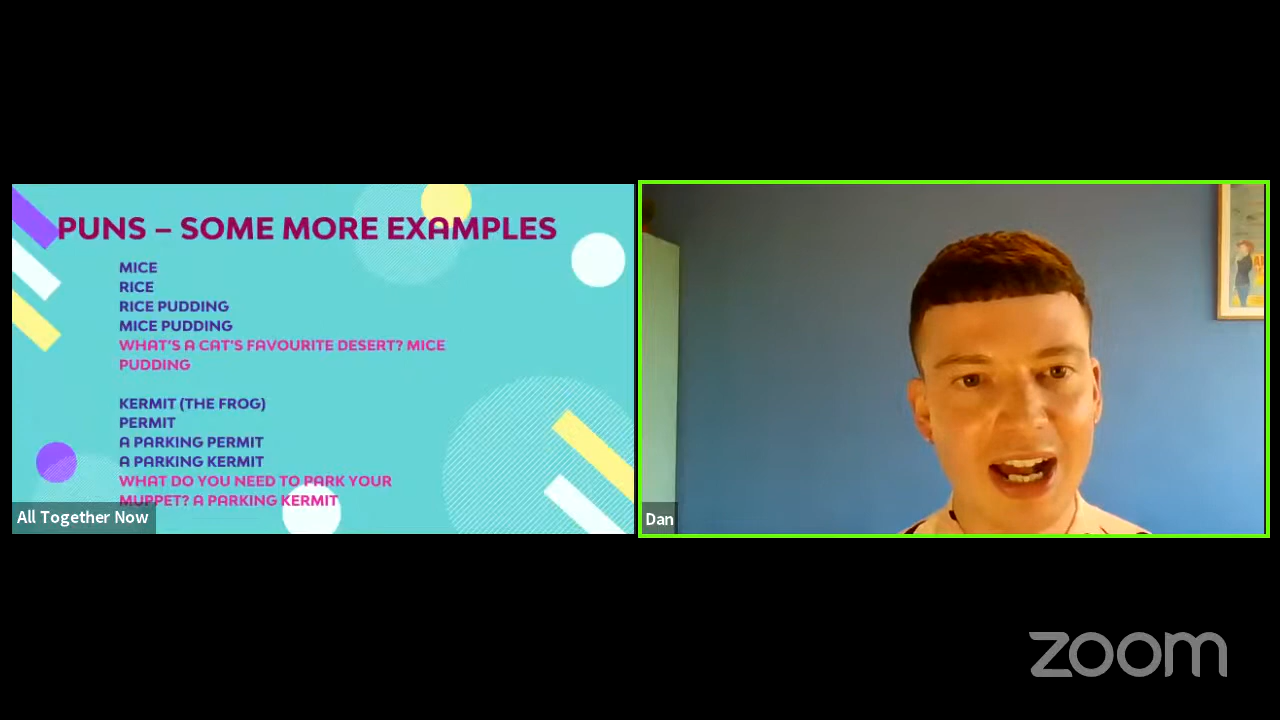 PUNS – SOME MORE EXAMPLES
MICE
RICE
RICE PUDDING
MICE PUDDING
WHAT'S A CAT'S FAVOURITE DESERT? MICE
PUDDING
KERMIT (THE FROG)
PERMIT
A PARKING PERMIT
A PARKING KERMIT
WHAT DO YOU NEED TO PARK YOUR
MUPPET? A PARKING KERMIT
All Together Now
Dan
zoom